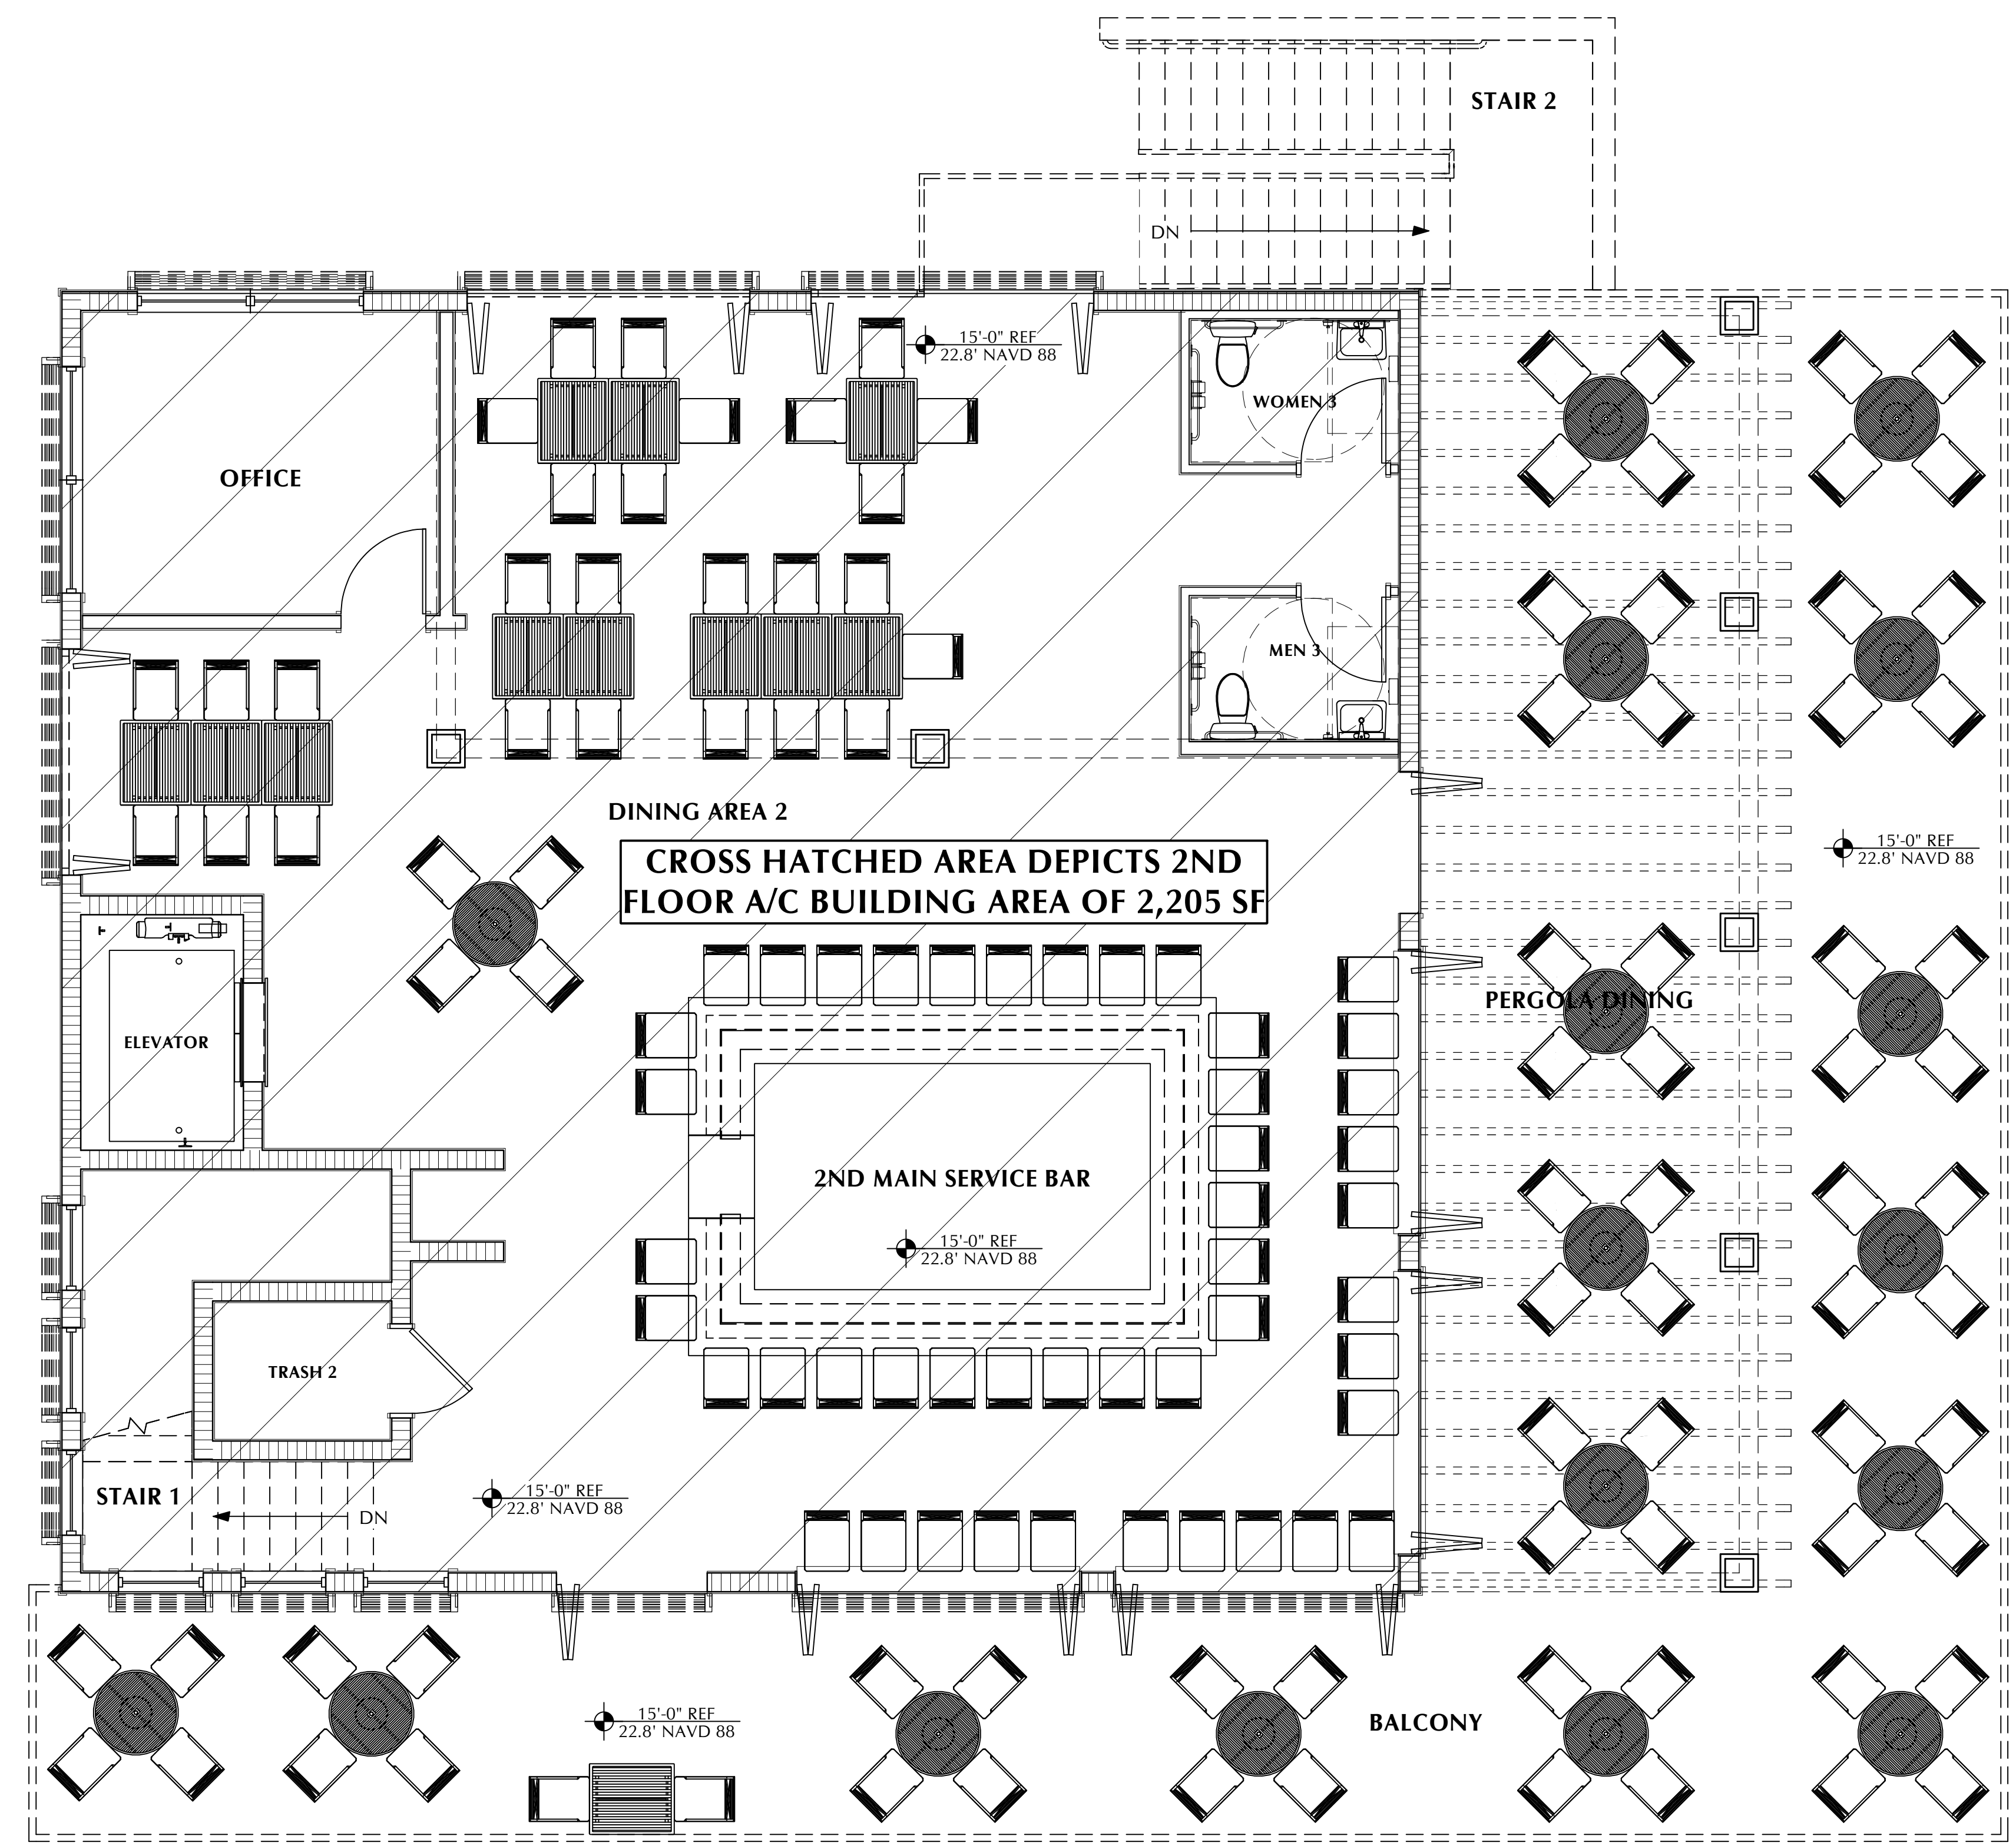 STAIR 2
DN
15'-0" REF
22.8' NAVD 88
WOMEN 3
OFFICE
MEN 3
DINING AREA 2
15'-0" REF
22.8' NAVD 88
CROSS HATCHED AREA DEPICTS 2ND
FLOOR A/C BUILDING AREA OF 2,205 SF
PERGOLA DINING
ELEVATOR
2ND MAIN SERVICE BAR
15'-0" REF
22.8' NAVD 88
TRASH 2
STAIR 1
DN
15'-0" REF
22.8' NAVD 88
15'-0" REF
22.8' NAVD 88
BALCONY